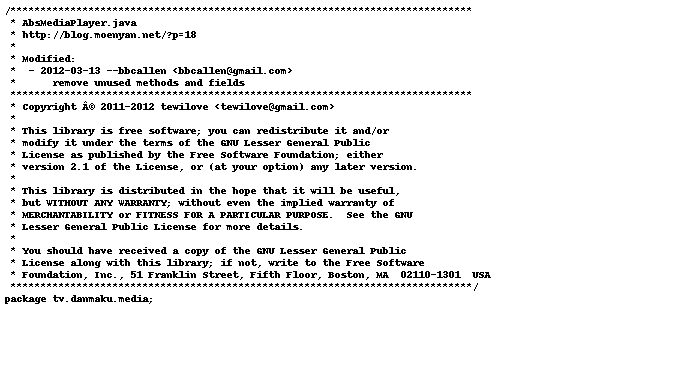 /*****************************************************************************
 * AbsMediaPlayer.java
 * http://blog.moenyan.net/?p=18
 *
 * Modified:
 *  - 2012-03-13 --bbcallen <bbcallen@gmail.com>
 *      remove unused methods and fields
 *****************************************************************************
 * Copyright Â© 2011-2012 tewilove <tewilove@gmail.com>
 *
 * This library is free software; you can redistribute it and/or
 * modify it under the terms of the GNU Lesser General Public
 * License as published by the Free Software Foundation; either
 * version 2.1 of the License, or (at your option) any later version.
 *
 * This library is distributed in the hope that it will be useful,
 * but WITHOUT ANY WARRANTY; without even the implied warranty of
 * MERCHANTABILITY or FITNESS FOR A PARTICULAR PURPOSE.  See the GNU
 * Lesser General Public License for more details.
 *
 * You should have received a copy of the GNU Lesser General Public
 * License along with this library; if not, write to the Free Software
 * Foundation, Inc., 51 Franklin Street, Fifth Floor, Boston, MA  02110-1301  USA
 *****************************************************************************/
package tv.danmaku.media;